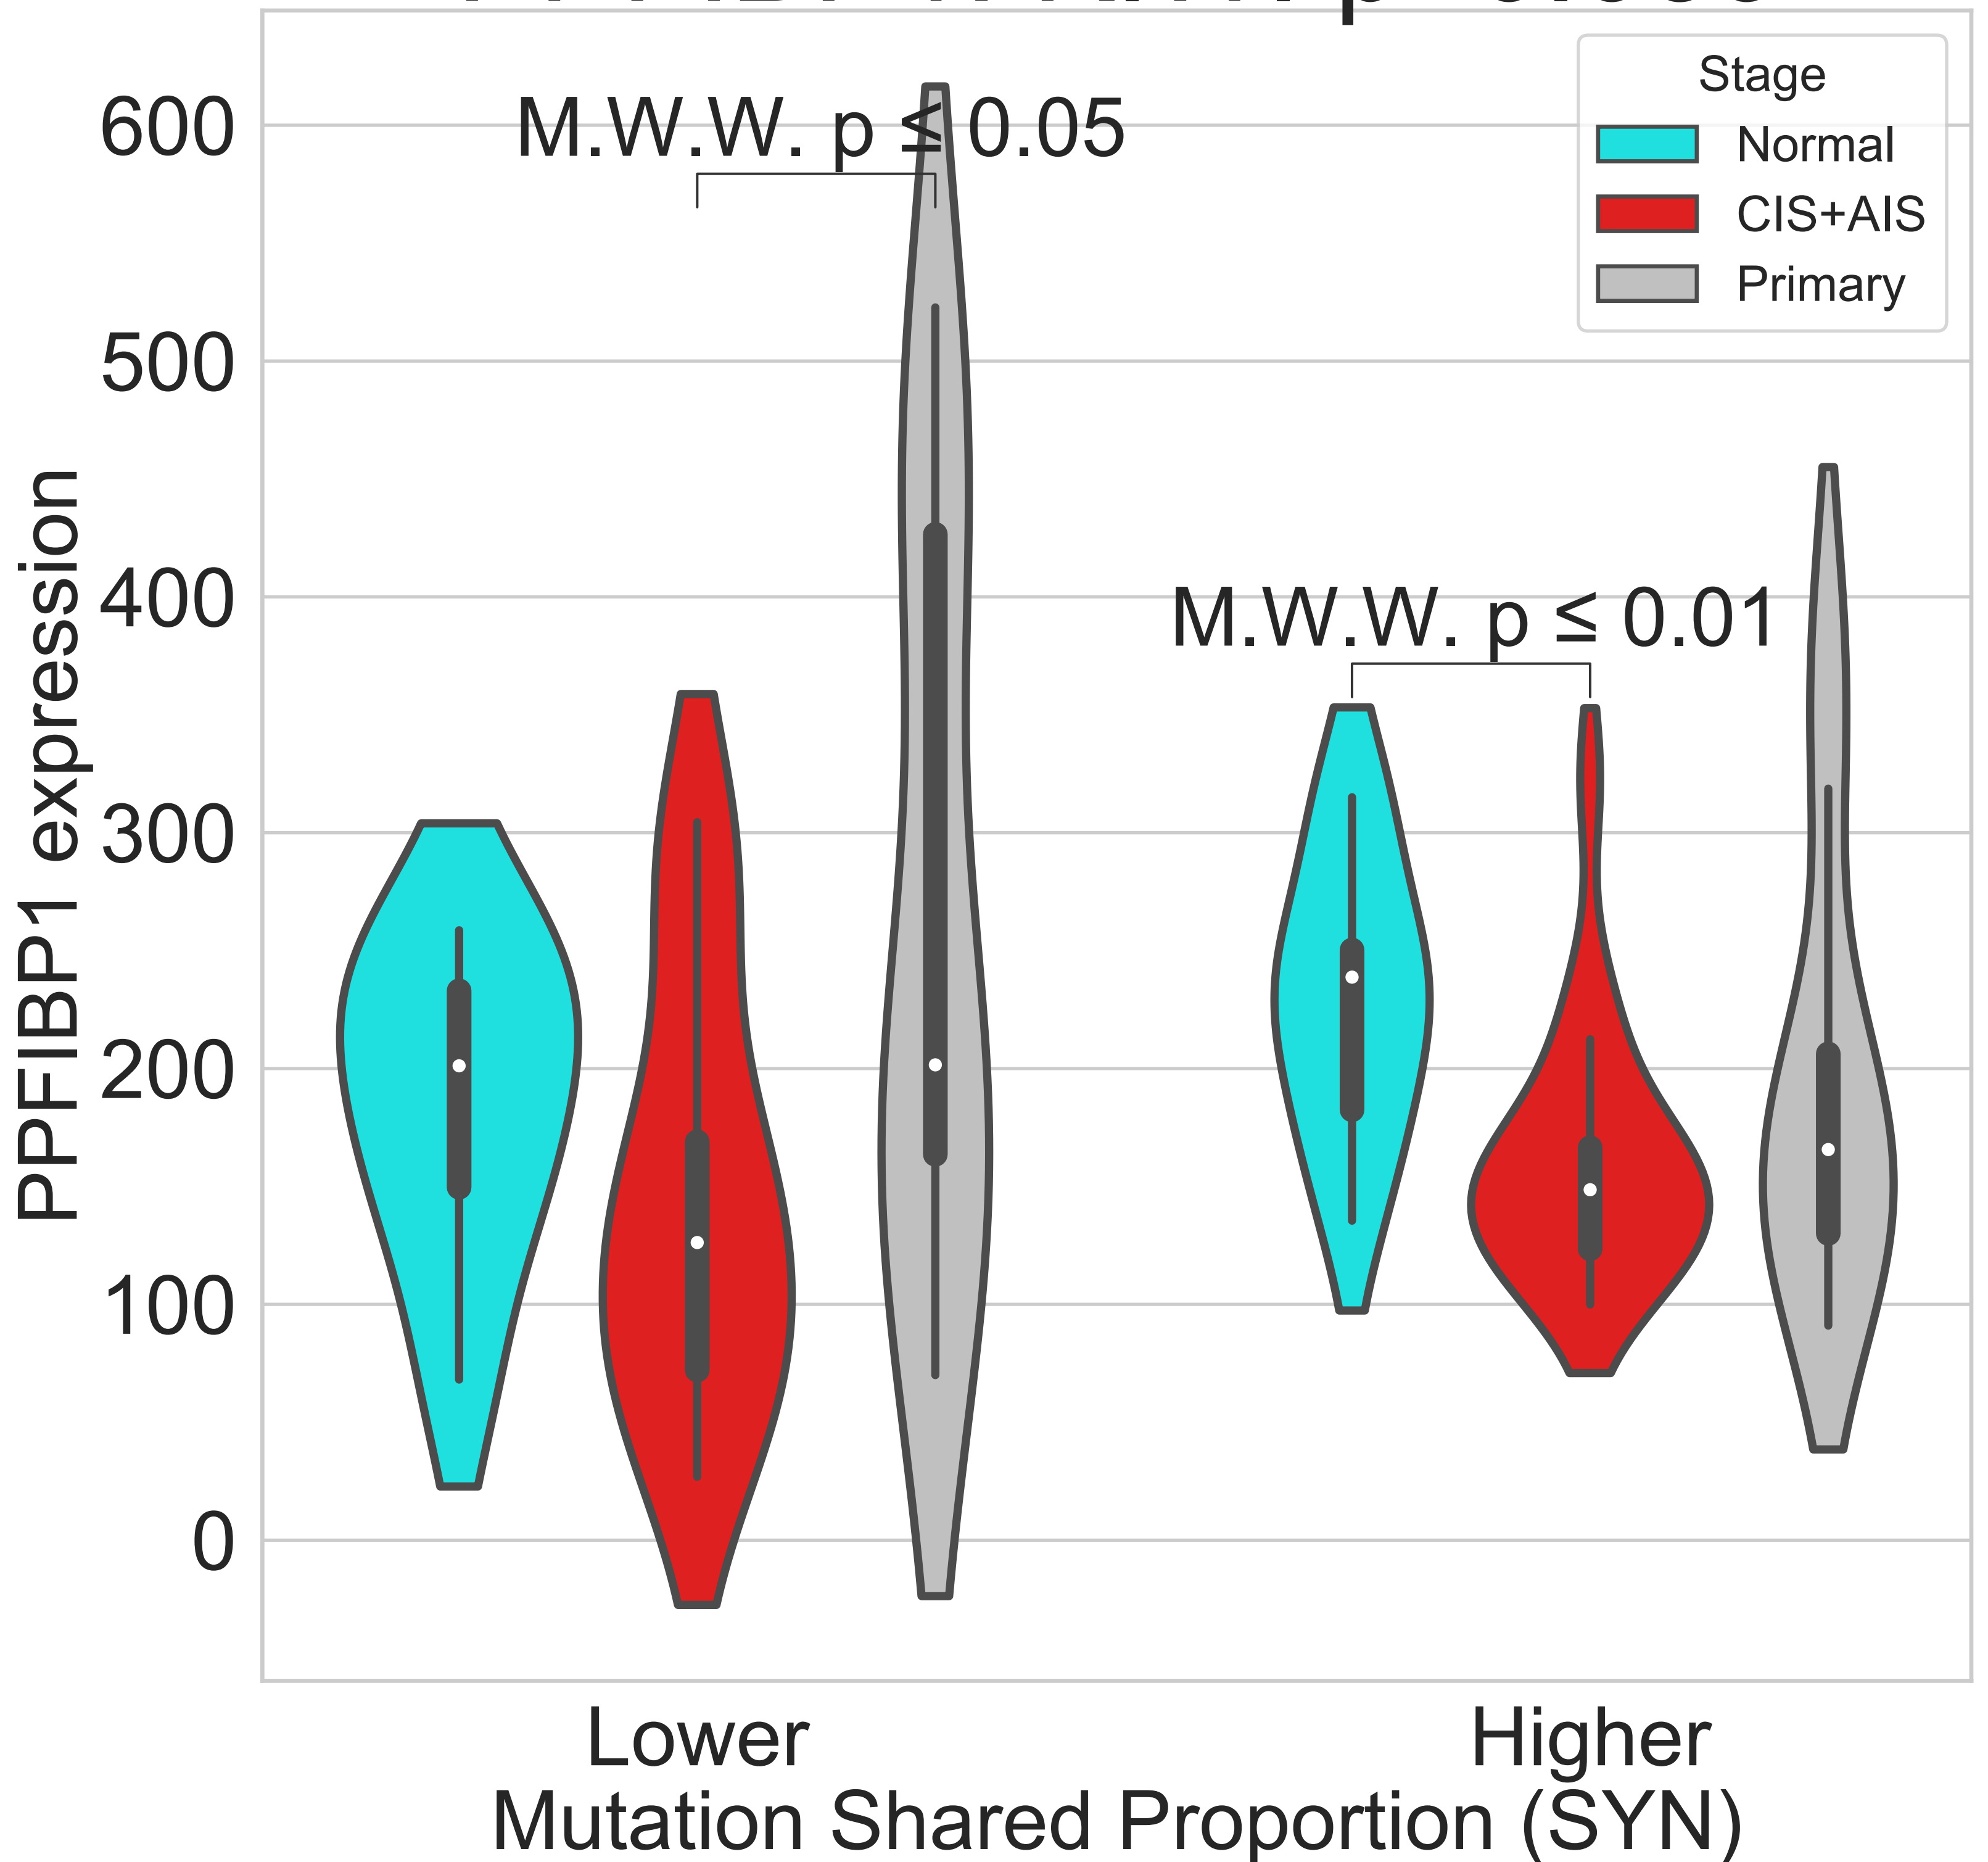 Stage
Normal
CIS+AIS
Primary
M.W.W. p ≤ 0.05
M.W.W. p ≤ 0.01
PPFIBP1 expression
600
500
400
300
200
100
0
Lower
Higher
Mutation Shared Proportion (SYN)